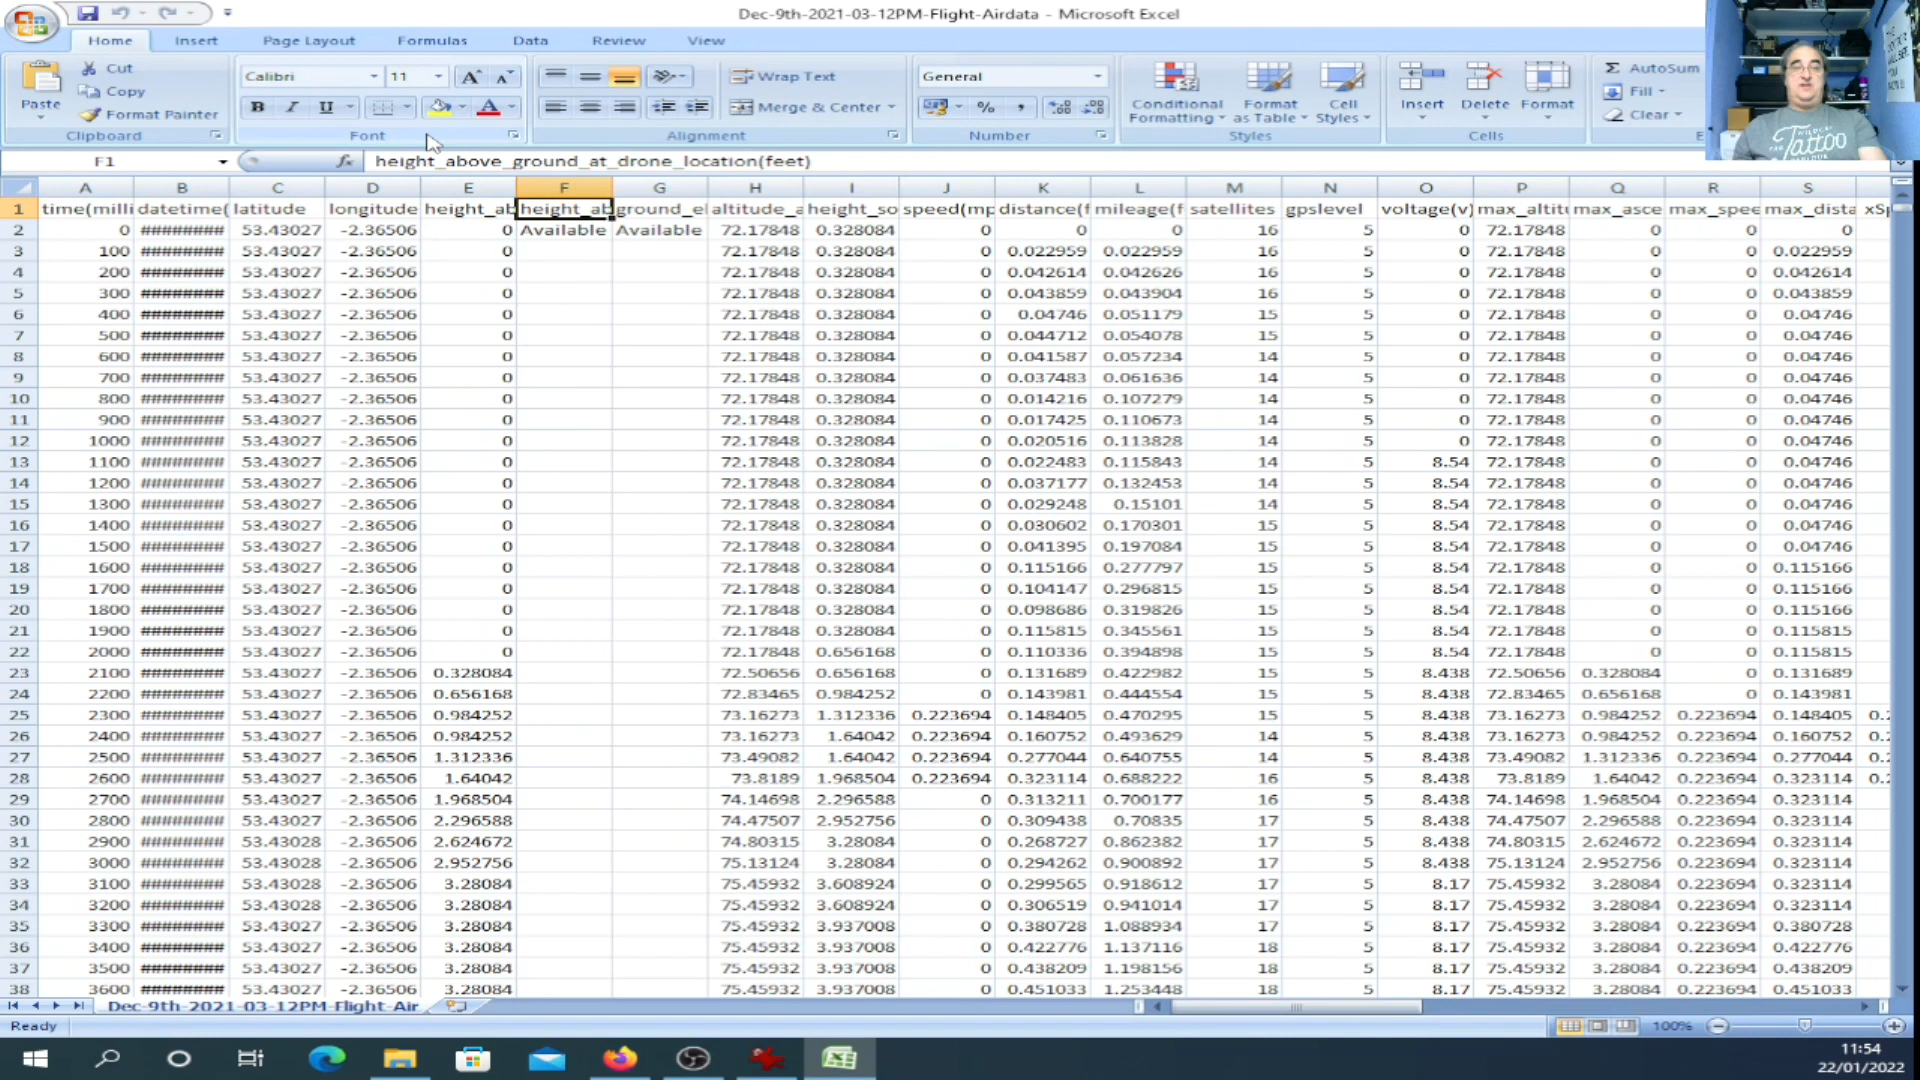 Dec-9th-2021-03-12PM-Flight-Airdata - Microsoft Excel
Home Insert Page Layout Formulas Data Review View
Paste Cut Copy Format Painter Clipboard
Calibri 11 B I U A A A Font
Wrap Text Merge & Center Alignment
General % , Number
Conditional Formatting Format as Table Cell Styles Styles
Insert Delete Format Cells
Σ AutoSum Fill Clear
Tattoo
F1 fx height_above_ground_at_drone_location(feet)
A B C D E F G H I J K L M N O P Q R S
1 time(milli datetime( latitude longitude height_ab height_ab ground_el altitude_a height_so speed(mp distance(f mileage(f satellites gpslevel voltage(v) max_altitu max_asce max_spee max_dista xSp
2 0 ######## 53.43027 -2.36506 0 Available Available 72.17848 0.328084 0 0 0 16 5 0 72.17848 0 0 0
3 100 ######## 53.43027 -2.36506 0 72.17848 0.328084 0 0.022959 0.022959 16 5 0 72.17848 0 0 0.022959
4 200 ######## 53.43027 -2.36506 0 72.17848 0.328084 0 0.042614 0.042626 16 5 0 72.17848 0 0 0.042614
5 300 ######## 53.43027 -2.36506 0 72.17848 0.328084 0 0.043859 0.043904 16 5 0 72.17848 0 0 0.043859
6 400 ######## 53.43027 -2.36506 0 72.17848 0.328084 0 0.04746 0.051179 15 5 0 72.17848 0 0 0.04746
7 500 ######## 53.43027 -2.36506 0 72.17848 0.328084 0 0.044712 0.054078 15 5 0 72.17848 0 0 0.04746
8 600 ######## 53.43027 -2.36506 0 72.17848 0.328084 0 0.041587 0.057234 14 5 0 72.17848 0 0 0.04746
9 700 ######## 53.43027 -2.36506 0 72.17848 0.328084 0 0.037483 0.061636 14 5 0 72.17848 0 0 0.04746
10 800 ######## 53.43027 -2.36506 0 72.17848 0.328084 0 0.014216 0.107279 14 5 0 72.17848 0 0 0.04746
11 900 ######## 53.43027 -2.36506 0 72.17848 0.328084 0 0.017425 0.110673 14 5 0 72.17848 0 0 0.04746
12 1000 ######## 53.43027 -2.36506 0 72.17848 0.328084 0 0.020516 0.113828 14 5 0 72.17848 0 0 0.04746
13 1100 ######## 53.43027 -2.36506 0 72.17848 0.328084 0 0.022483 0.115843 14 5 8.54 72.17848 0 0 0.04746
14 1200 ######## 53.43027 -2.36506 0 72.17848 0.328084 0 0.037177 0.132453 14 5 8.54 72.17848 0 0 0.04746
15 1300 ######## 53.43027 -2.36506 0 72.17848 0.328084 0 0.029248 0.15101 14 5 8.54 72.17848 0 0 0.04746
16 1400 ######## 53.43027 -2.36506 0 72.17848 0.328084 0 0.030602 0.170301 15 5 8.54 72.17848 0 0 0.04746
17 1500 ######## 53.43027 -2.36506 0 72.17848 0.328084 0 0.041395 0.197084 15 5 8.54 72.17848 0 0 0.04746
18 1600 ######## 53.43027 -2.36506 0 72.17848 0.328084 0 0.115166 0.277797 15 5 8.54 72.17848 0 0 0.115166
19 1700 ######## 53.43027 -2.36506 0 72.17848 0.328084 0 0.104147 0.296815 15 5 8.54 72.17848 0 0 0.115166
20 1800 ######## 53.43027 -2.36506 0 72.17848 0.328084 0 0.098686 0.319826 15 5 8.54 72.17848 0 0 0.115166
21 1900 ######## 53.43027 -2.36506 0 72.17848 0.328084 0 0.115815 0.345561 15 5 8.54 72.17848 0 0 0.115815
22 2000 ######## 53.43027 -2.36506 0 72.17848 0.656168 0 0.110336 0.394898 15 5 8.54 72.17848 0 0 0.115815
23 2100 ######## 53.43027 -2.36506 0.328084 72.50656 0.656168 0 0.131689 0.422982 15 5 8.438 72.50656 0.328084 0 0.131689
24 2200 ######## 53.43027 -2.36506 0.656168 72.83465 0.984252 0 0.143981 0.444554 15 5 8.438 72.83465 0.656168 0 0.143981
25 2300 ######## 53.43027 -2.36506 0.984252 73.16273 1.312336 0.223694 0.148405 0.470295 15 5 8.438 73.16273 0.984252 0.223694 0.148405 0.2
26 2400 ######## 53.43027 -2.36506 0.984252 73.16273 1.64042 0.223694 0.160752 0.493629 14 5 8.438 73.16273 0.984252 0.223694 0.160752 0.2
27 2500 ######## 53.43027 -2.36506 1.312336 73.49082 1.64042 0.223694 0.277044 0.640755 14 5 8.438 73.49082 1.312336 0.223694 0.277044 0.2
28 2600 ######## 53.43027 -2.36506 1.64042 73.8189 1.968504 0.223694 0.323114 0.688222 16 5 8.438 73.8189 1.64042 0.223694 0.323114 0.2
29 2700 ######## 53.43027 -2.36506 1.968504 74.14698 2.296588 0 0.313211 0.700177 16 5 8.438 74.14698 1.968504 0.223694 0.323114
30 2800 ######## 53.43027 -2.36506 2.296588 74.47507 2.952756 0 0.309438 0.70835 17 5 8.438 74.47507 2.296588 0.223694 0.323114
31 2900 ######## 53.43028 -2.36506 2.624672 74.80315 3.28084 0 0.268727 0.862382 17 5 8.438 74.80315 2.624672 0.223694 0.323114
32 3000 ######## 53.43028 -2.36506 2.952756 75.13124 3.28084 0 0.294262 0.900892 17 5 8.438 75.13124 2.952756 0.223694 0.323114
33 3100 ######## 53.43028 -2.36506 3.28084 75.45932 3.608924 0 0.299565 0.918612 17 5 8.17 75.45932 3.28084 0.223694 0.323114
34 3200 ######## 53.43028 -2.36506 3.28084 75.45932 3.608924 0 0.306519 0.941014 17 5 8.17 75.45932 3.28084 0.223694 0.323114
35 3300 ######## 53.43027 -2.36506 3.28084 75.45932 3.937008 0 0.380728 1.088934 17 5 8.17 75.45932 3.28084 0.223694 0.380728
36 3400 ######## 53.43027 -2.36506 3.28084 75.45932 3.937008 0 0.422776 1.137116 18 5 8.17 75.45932 3.28084 0.223694 0.422776
37 3500 ######## 53.43027 -2.36506 3.28084 75.45932 3.937008 0 0.438209 1.198156 18 5 8.17 75.45932 3.28084 0.223694 0.438209
38 3600 ######## 53.43027 -2.36506 3.28084 75.45932 3.937008 0 0.451033 1.253448 18 5 8.17 75.45932 3.28084 0.223694 0.451033
Dec-9th-2021-03-12PM-Flight-Air
Ready 100%
11:54
22/01/2022